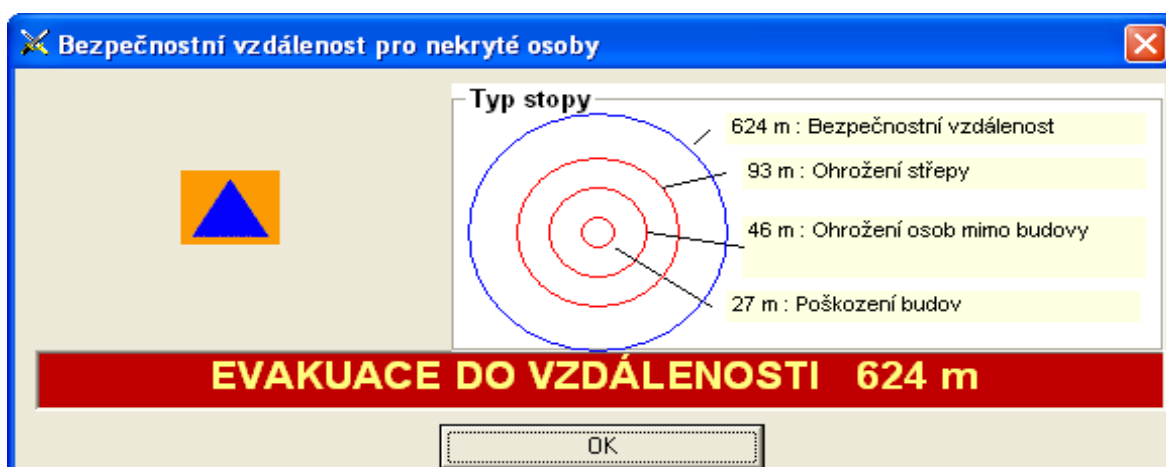 Bezpečnostní vzdálenost pro nekryté osoby
Typ stopy
624 m : Bezpečnostní vzdálenost
93 m : Ohrožení střepy
46 m : Ohrožení osob mimo budovy
27 m : Poškození budov
EVAKUACE DO VZDÁLENOSTI 624 m
OK